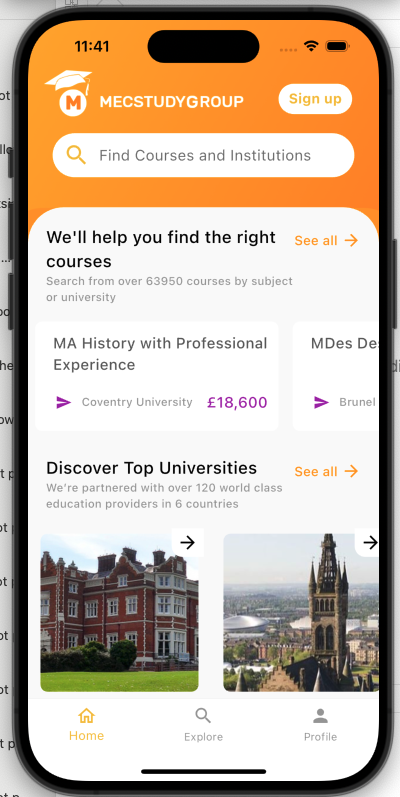 11:41
M
MECSTUDYGROUP
Sign up
Find Courses and Institutions
We'll help you find the right
courses
See all
Search from over 63950 courses by subject
or university
MA History with Professional
Experience
Coventry University £18,600
MDes
Brunel
Discover Top Universities
See all
We're partnered with over 120 world class
education providers in 6 countries
Home
Explore
Profile